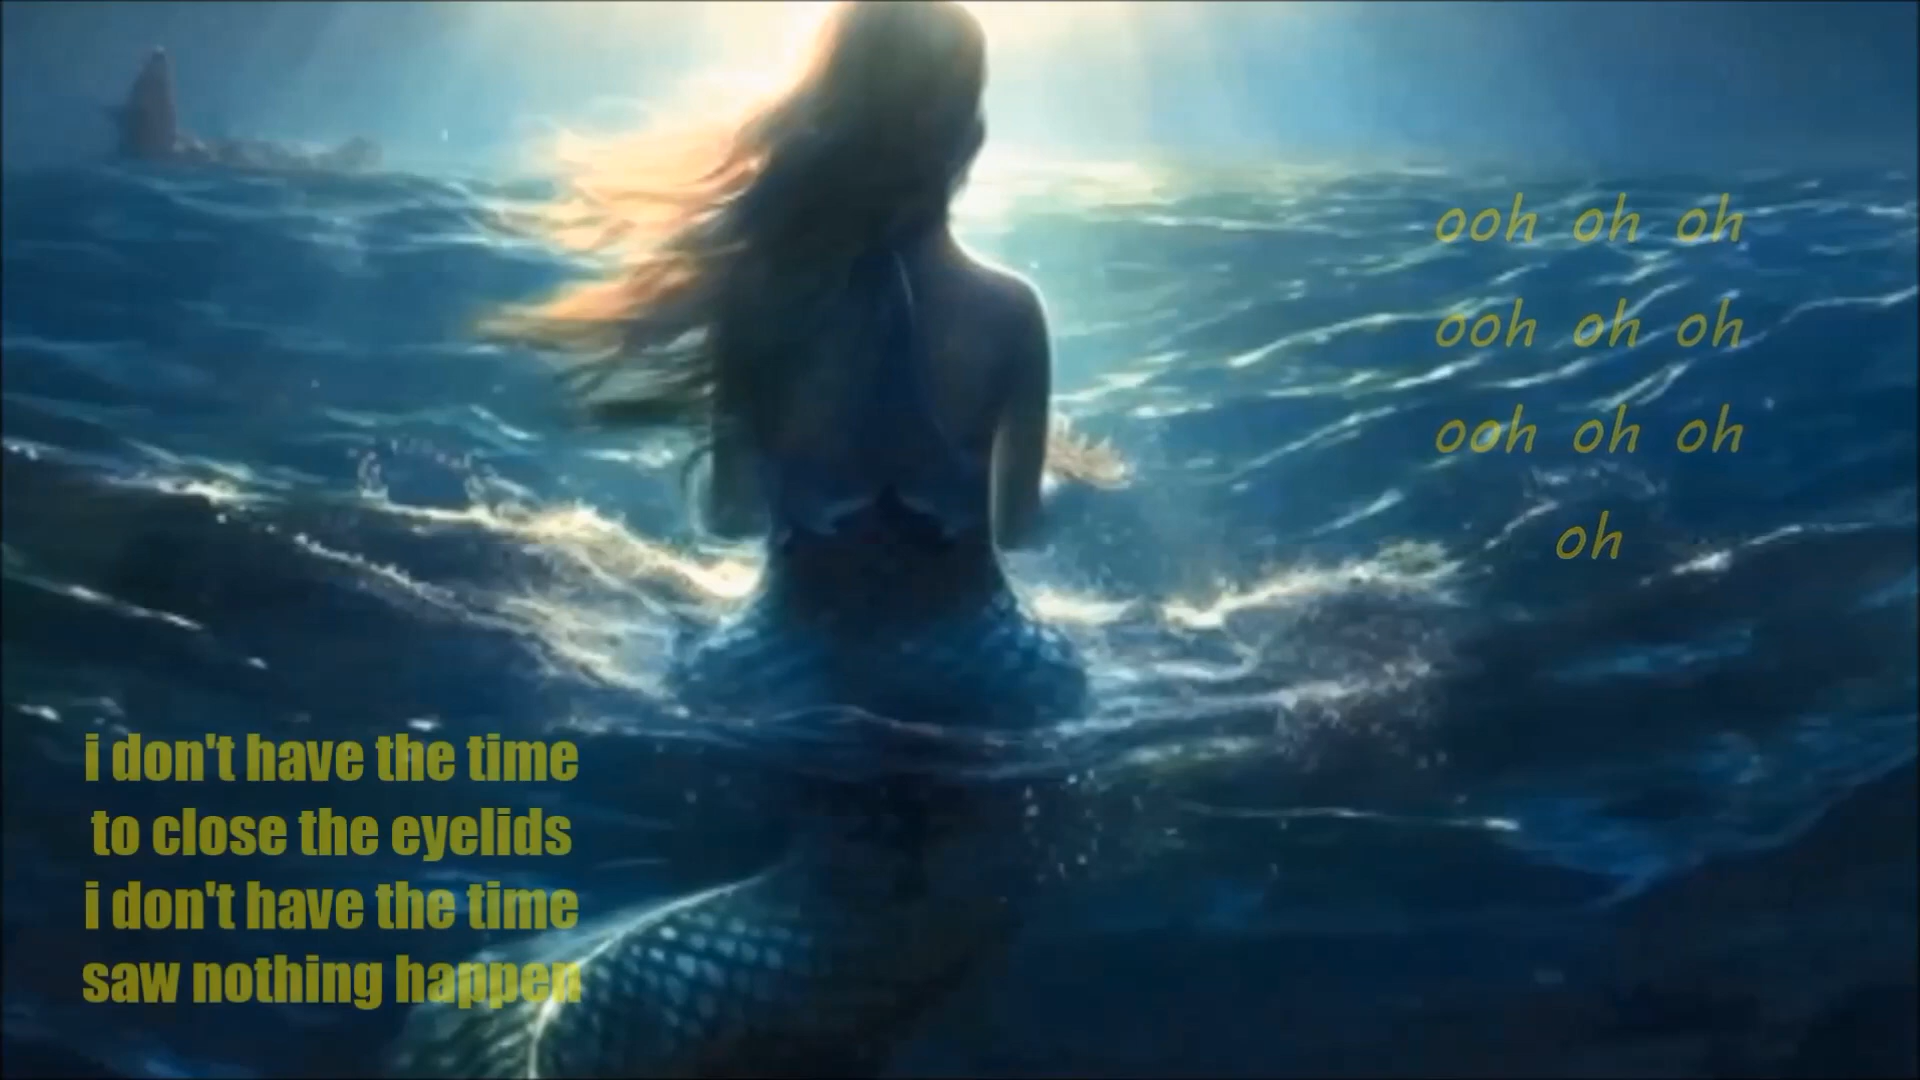 ooh oh oh
ooh oh oh
ooh oh oh
oh
i don't have the time
to close the eyelids
i don't have the time
saw nothing happen